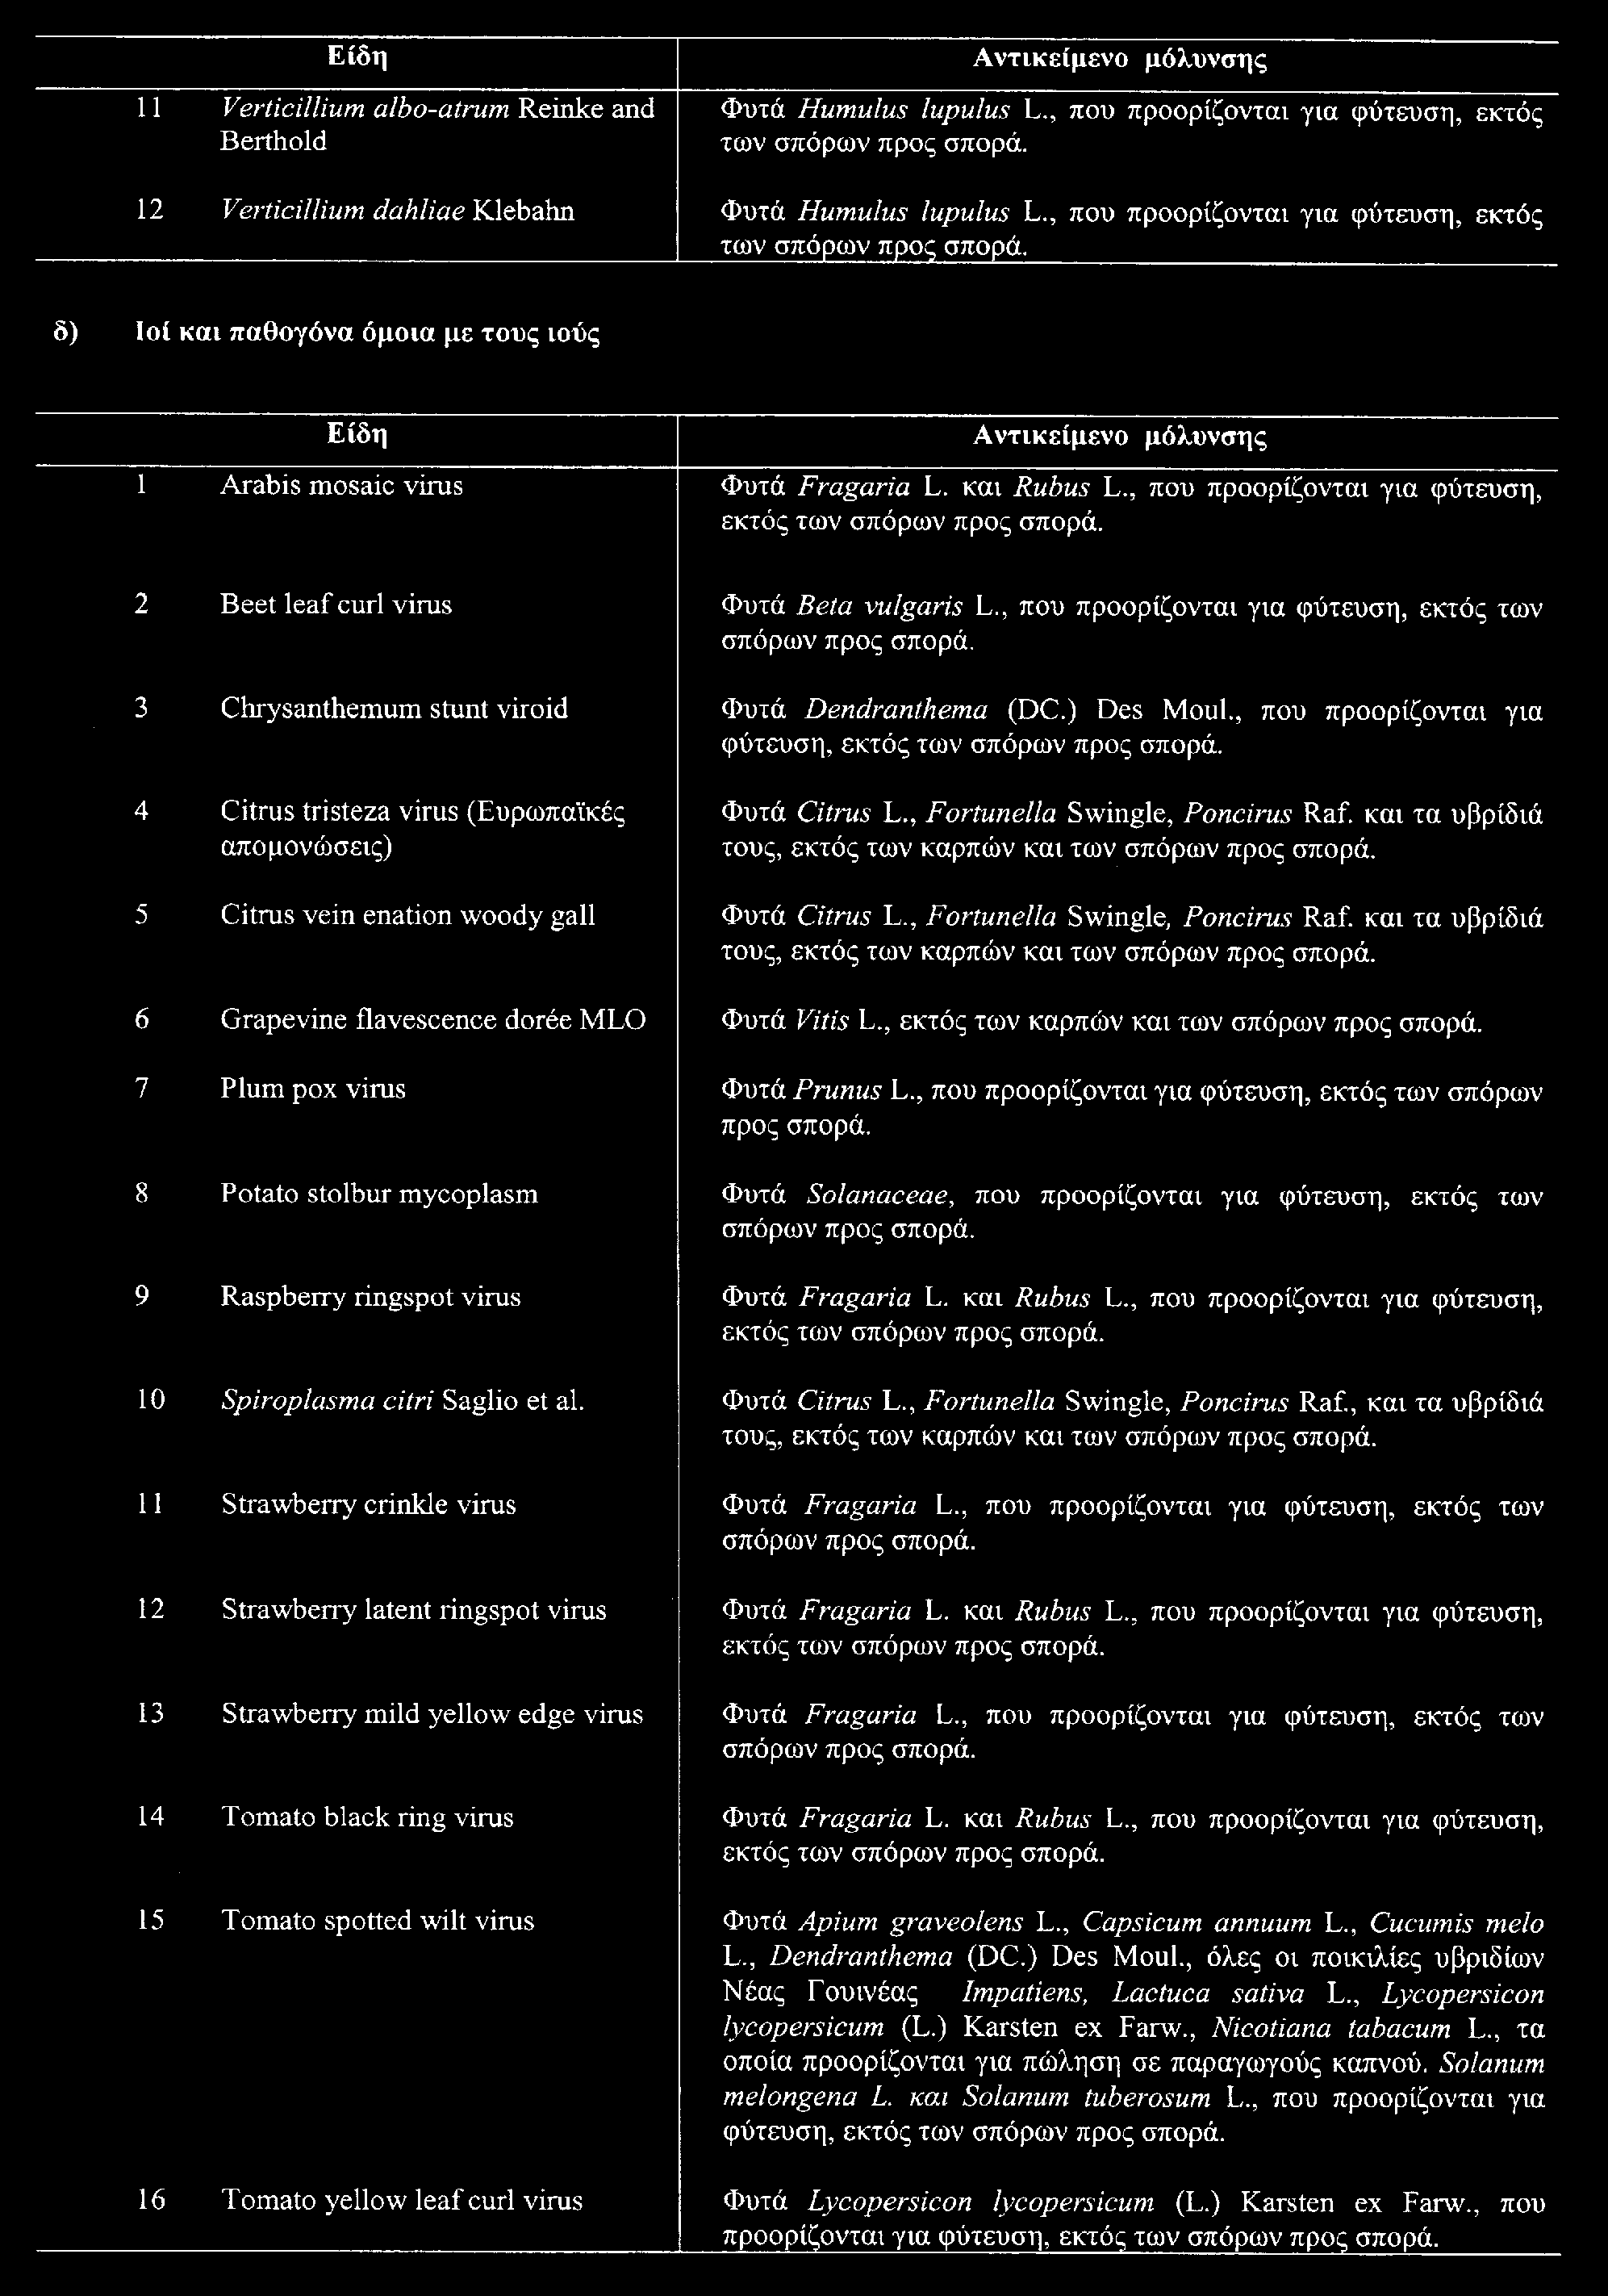 Είδη Αντικείμενο μόλυνσης
11 Verticillium albo-atrum Reinke and Φυτά Humulus lupulus L., που προορίζονται για φύτευση, εκτός
Berthold των σπόρων προς σπορά.
12 Verticillium dahliae Klebahn Φυτά Humulus lupulus L., που προορίζονται για φύτευση, εκτός
των σπόρων προς σπορά.
δ) Ιοί και παθογόνα όμοια με τους ιούς
Είδη Αντικείμενο μόλυνσης
1 Arabis mosaic virus Φυτά Fragaria L. και Rubus L., που προορίζονται για φύτευση,
εκτός των σπόρων προς σπορά.
2 Beet leaf curl virus Φυτά Beta vulgaris L., που προορίζονται για φύτευση, εκτός των
σπόρων προς σπορά.
3 Chrysanthemum stunt viroid Φυτά Dendranthema (DC.) Des Moul., που προορίζονται για
φύτευση, εκτός των σπόρων προς σπορά.
4 Citrus tristeza virus (Ευρωπαϊκές Φυτά Citrus L., Fortunella Swingle, Poncirus Raf. και τα υβρίδιά
απομονώσεις) τους, εκτός των καρπών και των σπόρων προς σπορά.
5 Citrus vein enation woody gall Φυτά Citrus L., Fortunella Swingle, Poncirus Raf. και τα υβρίδιά
τους, εκτός των καρπών και των σπόρων προς σπορά.
6 Grapevine flavescence dorée MLO Φυτά Vitis L., εκτός των καρπών και των σπόρων προς σπορά.
7 Plum pox virus Φυτά Prunus L., που προορίζονται για φύτευση, εκτός των σπόρων
προς σπορά.
8 Potato stolbur mycoplasm Φυτά Solanaceae, που προορίζονται για φύτευση, εκτός των
σπόρων προς σπορά.
9 Raspberry ringspot virus Φυτά Fragaria L. και Rubus L., που προορίζονται για φύτευση,
εκτός των σπόρων προς σπορά.
10 Spiroplasma citri Saglio et al. Φυτά Citrus L., Fortunella Swingle, Poncirus Raf., και τα υβρίδιά
τους, εκτός των καρπών και των σπόρων προς σπορά.
11 Strawberry crinkle virus Φυτά Fragaria L., που προορίζονται για φύτευση, εκτός των
σπόρων προς σπορά.
12 Strawberry latent ringspot virus Φυτά Fragaria L. και Rubus L., που προορίζονται για φύτευση,
εκτός των σπόρων προς σπορά.
13 Strawberry mild yellow edge virus Φυτά Fragaria L., που προορίζονται για φύτευση, εκτός των
σπόρων προς σπορά.
14 Tomato black ring virus Φυτά Fragaria L. και Rubus L., που προορίζονται για φύτευση,
εκτός των σπόρων προς σπορά.
15 Tomato spotted wilt virus Φυτά Apium graveolens L., Capsicum annuum L., Cucumis melo
L., Dendranthema (DC.) Des Moul., όλες οι ποικιλίες υβριδίων
Νέας Γουινέας Impatiens, Lactuca sativa L., Lycopersicon
lycopersicum (L.) Karsten ex Farw., Nicotiana tabacum L., τα
οποία προορίζονται για πώληση σε παραγωγούς καπνού. Solanum
melongena L. και Solanum tuberosum L., που προορίζονται για
φύτευση, εκτός των σπόρων προς σπορά.
16 Tomato yellow leaf curl virus Φυτά Lycopersicon lycopersicum (L.) Karsten ex Farw., που
προορίζονται για φύτευση, εκτός των σπόρων προς σπορά.